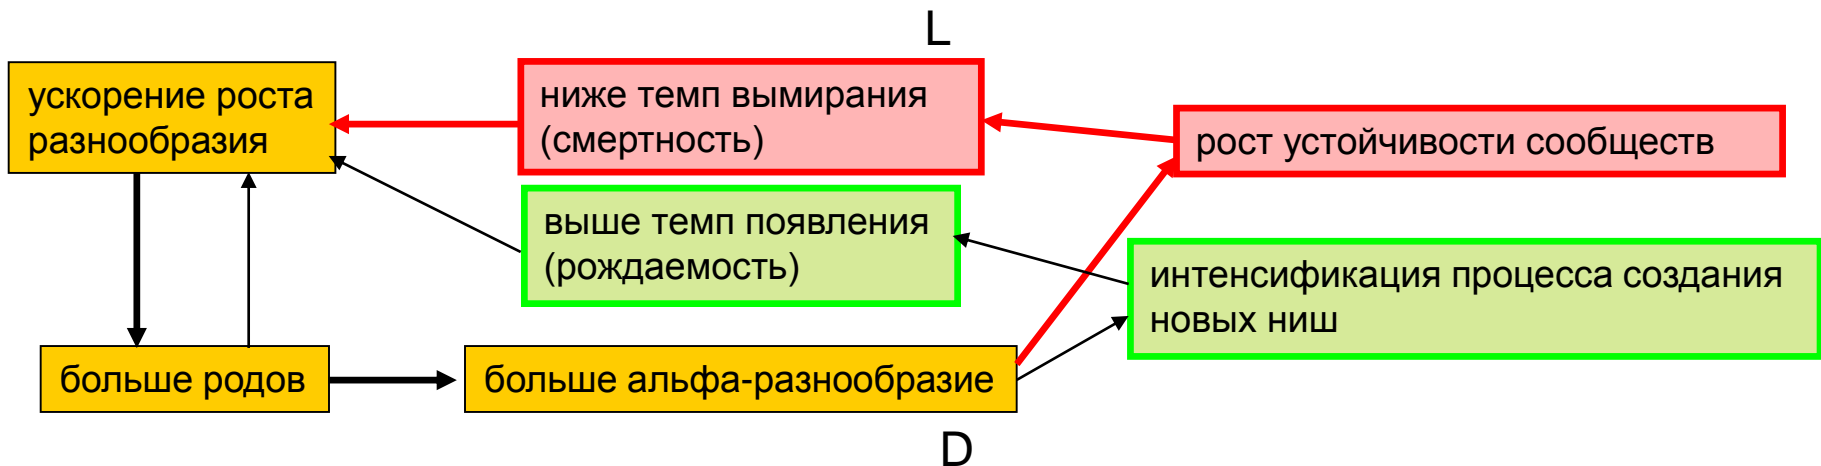 L
ускорение роста
разнообразия
ниже темп вымирания
(смертность)
рост устойчивости сообществ
выше темп появления
(рождаемость)
интенсификация процесса создания
новых ниш
больше родов
больше альфа-разнообразие
D